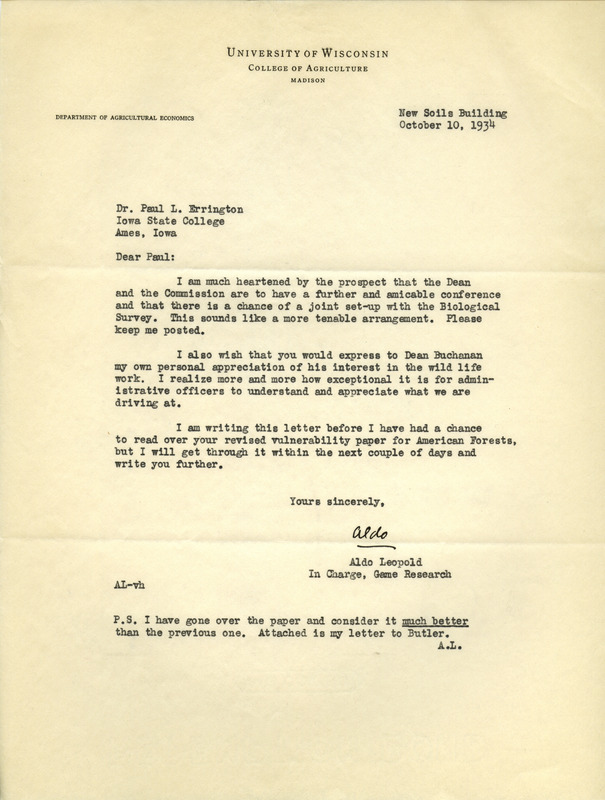 UNIVERSITY OF WISCONSIN
COLLEGE OF AGRICULTURE
MADISON
DEPARTMENT OF AGRICULTURAL ECONOMICS
New Soils Building
October 10, 1934
Dr. Paul L. Errington
Iowa State College
Ames, Iowa
Dear Paul:
I am much heartened by the prospect that the Dean
and the Commission are to have a further and amicable conference
and that there is a chance of a joint set-up with the Biological
Survey. This sounds like a more tenable arrangement. Please
keep me posted.
I also wish that you would express to Dean Buchanan
my own personal appreciation of his interest in the wild life
work. I realize more and more how exceptional it is for admin-
istrative officers to understand and appreciate what we are
driving at.
I am writing this letter before I have had a chance
to read over your revised vulnerability paper for American Forests,
but I will get through it within the next couple of days and
write you further.
Yours sincerely,
Aldo
Aldo Leopold
In Charge, Game Research
AL-vh
P.S. I have gone over the paper and consider it much better
than the previous one. Attached is my letter to Butler.
A.L.